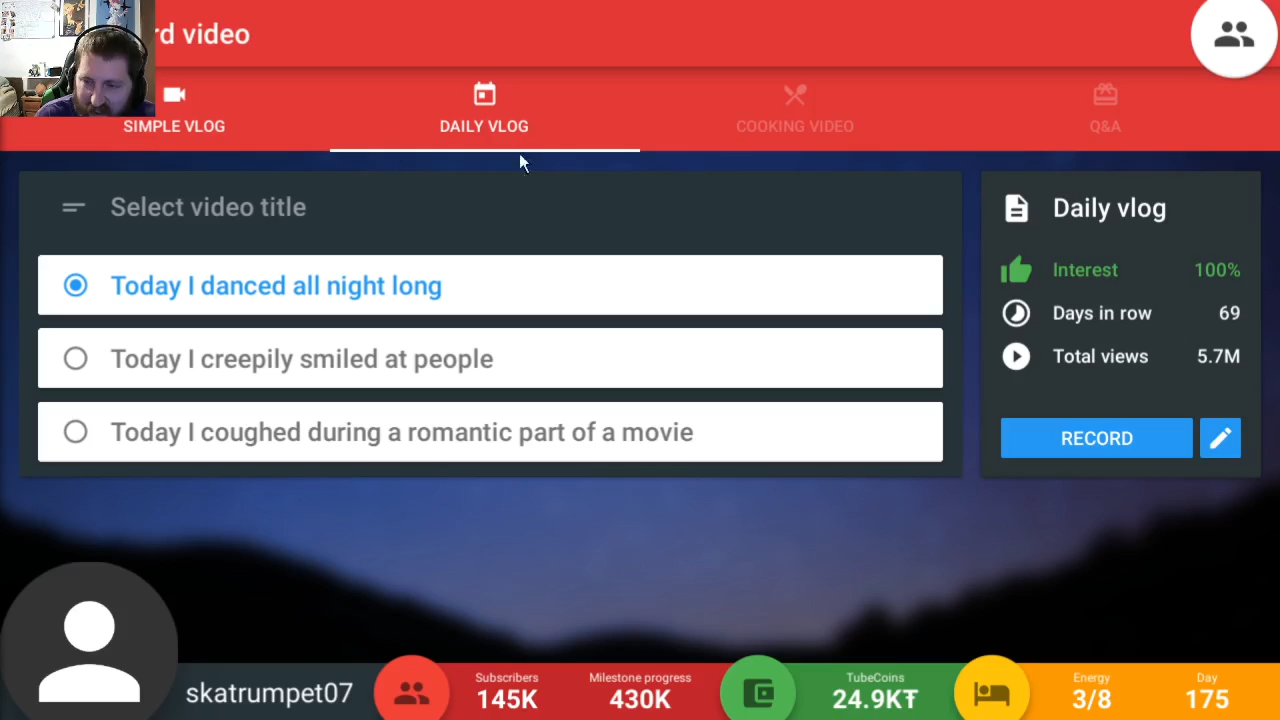 rd video
SIMPLE VLOG
DAILY VLOG
COOKING VIDEO
Q&A
Select video title
Today I danced all night long
Today I creepily smiled at people
Today I coughed during a romantic part of a movie
Daily vlog
Interest 100%
Days in row 69
Total views 5.7M
RECORD
skatrumpet07
Subscribers
145K
Milestone progress
430K
TubeCoins
24.9KŦ
Energy
3/8
Day
175